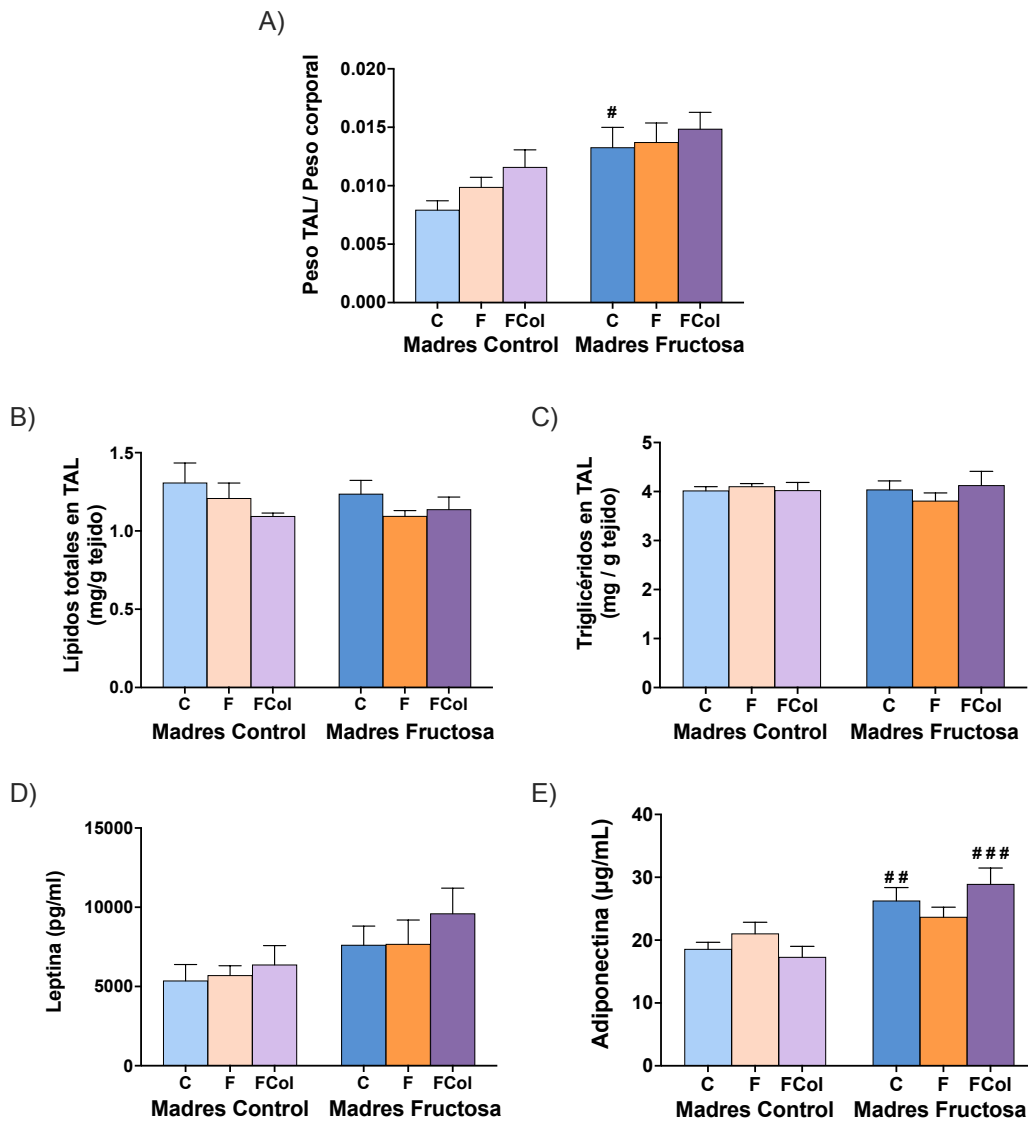 A)
Peso TAL/ Peso corporal
0.020
0.015
0.010
0.005
0.000
#
C F FCol C F FCol
Madres Control Madres Fructosa
B)
Lípidos totales en TAL
(mg/g tejido)
1.5
1.0
0.5
0.0
C F FCol C F FCol
Madres Control Madres Fructosa
C)
Triglicéridos en TAL
(mg / g tejido)
5
4
3
2
1
0
C F FCol C F FCol
Madres Control Madres Fructosa
D)
Leptina (pg/ml)
15000
10000
5000
0
C F FCol C F FCol
Madres Control Madres Fructosa
E)
Adiponectina (µg/mL)
40
30
20
10
0
##
###
C F FCol C F FCol
Madres Control Madres Fructosa